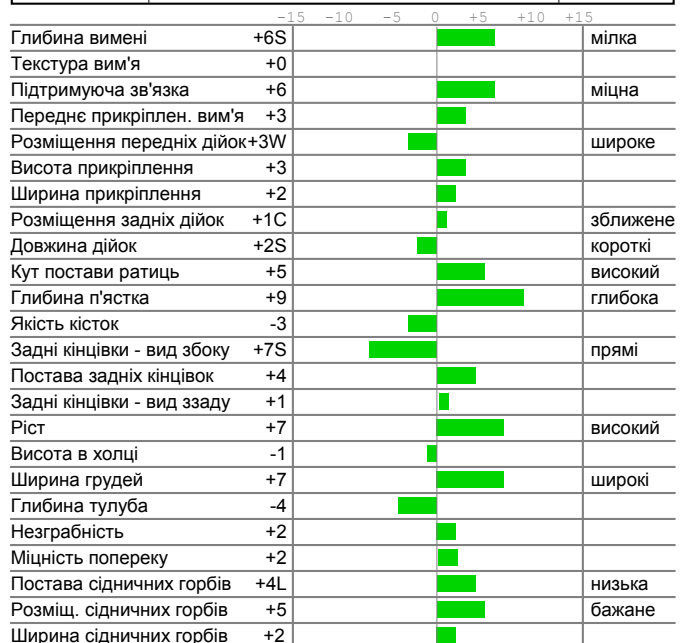 -15 -10 -5 0 +5 +10 +15
Глибина вимені +6S мілка
Текстура вим'я +0
Підтримуюча зв'язка +6 міцна
Переднє прикріплен. вим'я +3
Розміщення передніх дійок+3W широке
Висота прикріплення +3
Ширина прикріплення +2
Розміщення задніх дійок +1C зближене
Довжина дійок +2S короткі
Кут постави ратиць +5 високий
Глибина п'ястка +9 глибока
Якість кісток -3
Задні кінцівки - вид збоку +7S прямі
Постава задніх кінцівок +4
Задні кінцівки - вид ззаду +1
Ріст +7 високий
Висота в холці -1
Ширина грудей +7 широкі
Глибина тулуба -4
Незграбність +2
Міцність попереку +2
Постава сідничних горбів +4L низька
Розміщ. сідничних горбів +5 бажане
Ширина сідничних горбів +2